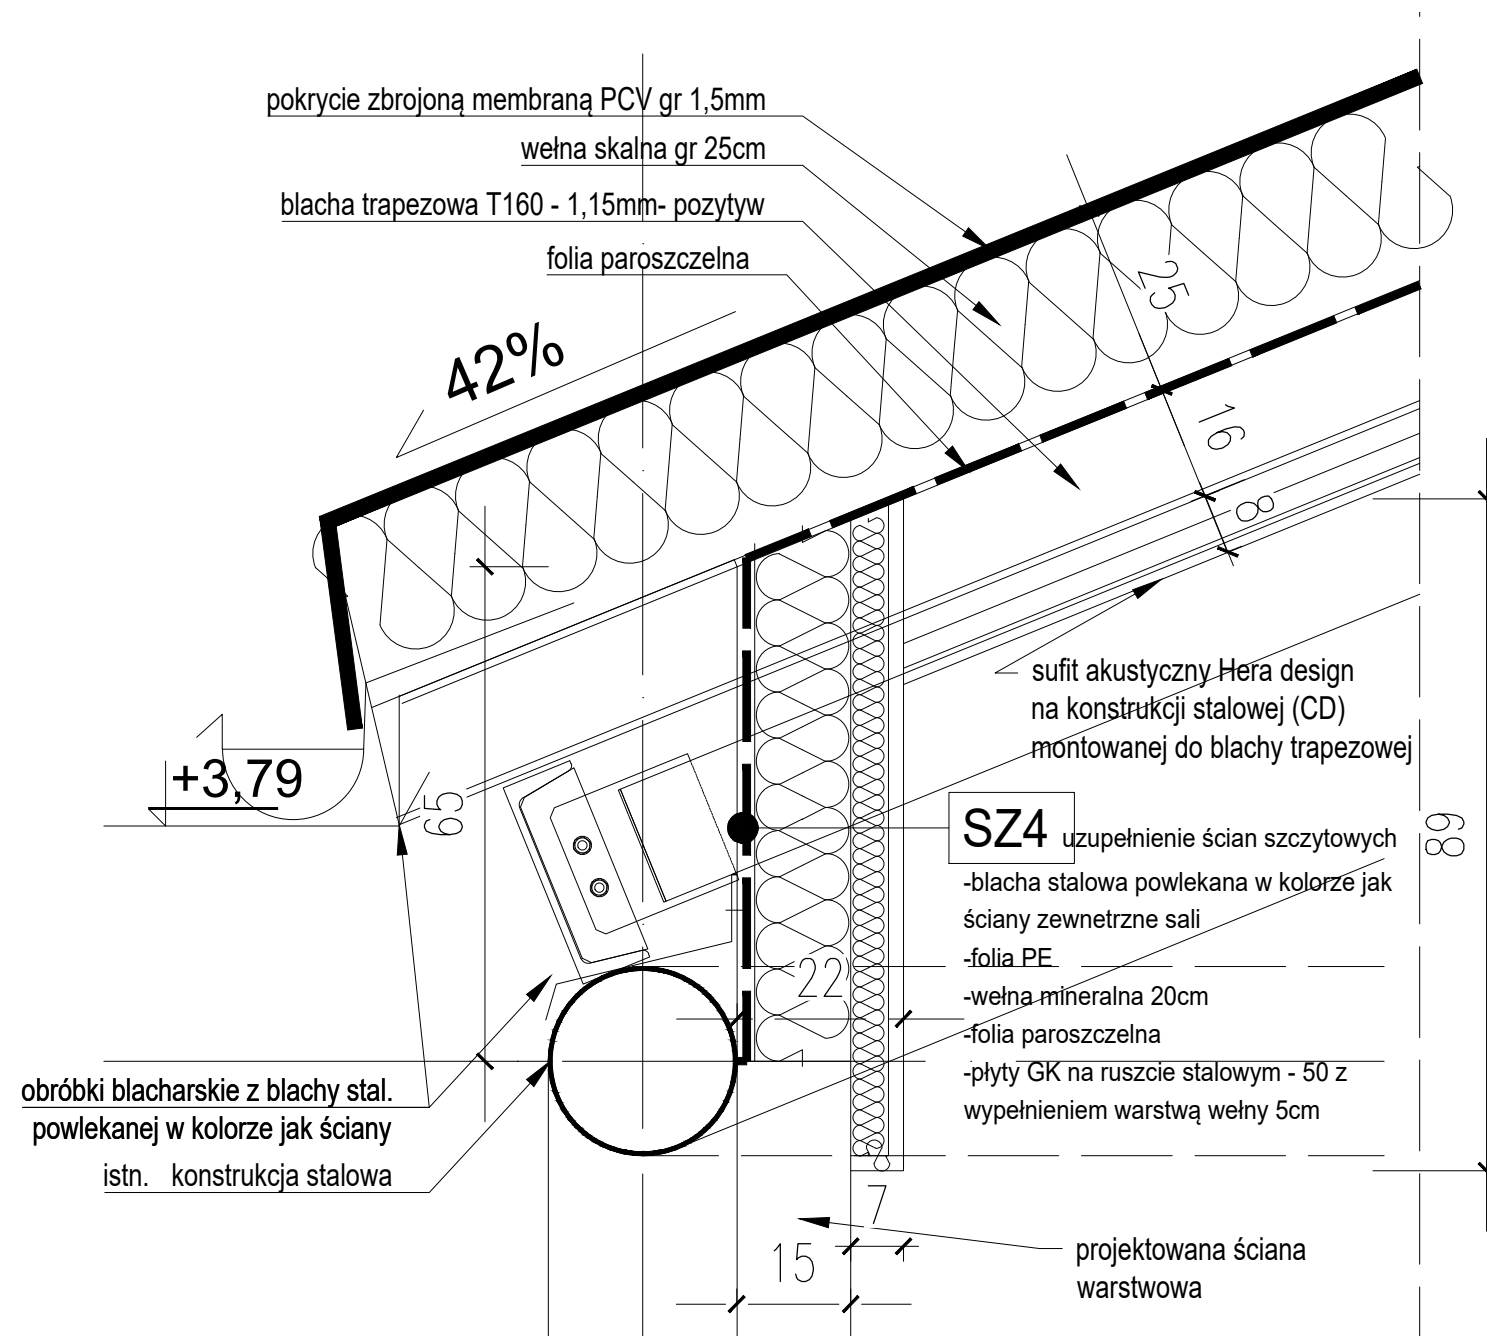 pokrycie zbrojoną membraną PCV gr 1,5mm
wełna skalna gr 25cm
blacha trapezowa T160 - 1,15mm- pozytyw
folia paroszczelna
42%
25
16
8
sufit akustyczny Hera design
na konstrukcji stalowej (CD)
montowanej do blachy trapezowej
+3,79
65
89
SZ4 uzupełnienie ścian szczytowych
-blacha stalowa powlekana w kolorze jak
ściany zewnetrzne sali
-folia PE
-wełna mineralna 20cm
-folia paroszczelna
-płyty GK na ruszcie stalowym - 50 z
wypełnieniem warstwą wełny 5cm
22
obróbki blacharskie z blachy stal.
powlekanej w kolorze jak ściany
istn. konstrukcja stalowa
7
15
projektowana ściana
warstwowa